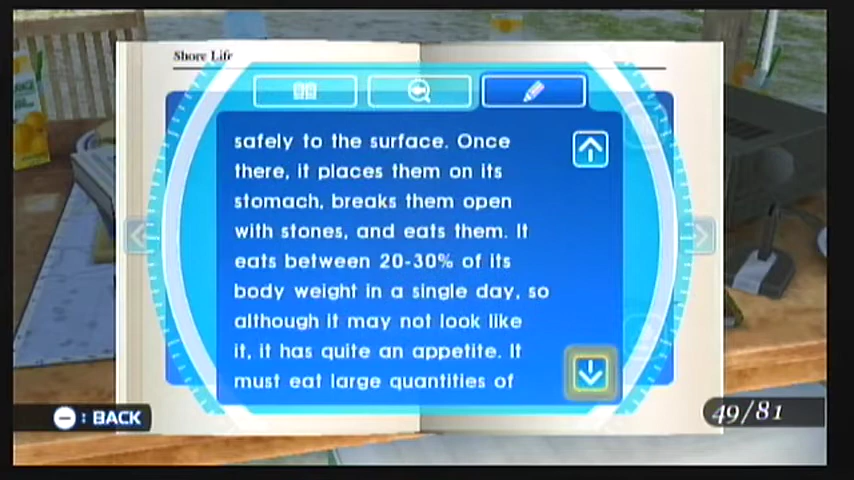 Shore Life
safely to the surface. Once
there, it places them on its
stomach, breaks them open
with stones, and eats them. It
eats between 20-30% of its
body weight in a single day, so
although it may not look like
it, it has quite an appetite. It
must eat large quantities of
: BACK
49/81